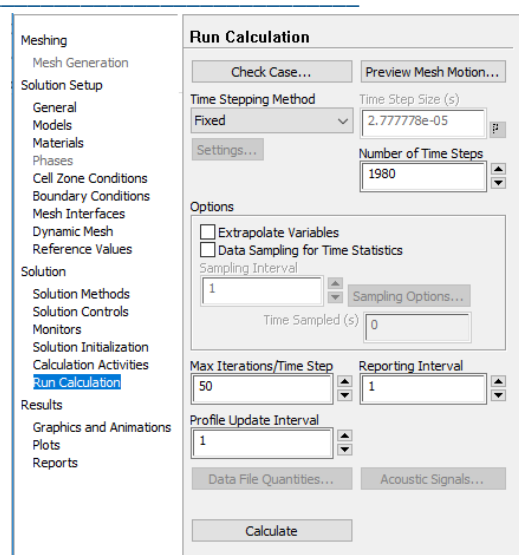 Meshing
Mesh Generation
Solution Setup
General
Models
Materials
Phases
Cell Zone Conditions
Boundary Conditions
Mesh Interfaces
Dynamic Mesh
Reference Values
Solution
Solution Methods
Solution Controls
Monitors
Solution Initialization
Calculation Activities
Run Calculation
Results
Graphics and Animations
Plots
Reports
Run Calculation
Check Case... Preview Mesh Motion...
Time Stepping Method Time Step Size (s)
Fixed 2.777778e-05
Settings...
Number of Time Steps
1980
Options
Extrapolate Variables
Data Sampling for Time Statistics
Sampling Interval
1 Sampling Options...
Time Sampled (s) 0
Max Iterations/Time Step Reporting Interval
50 1
Profile Update Interval
1
Data File Quantities... Acoustic Signals...
Calculate